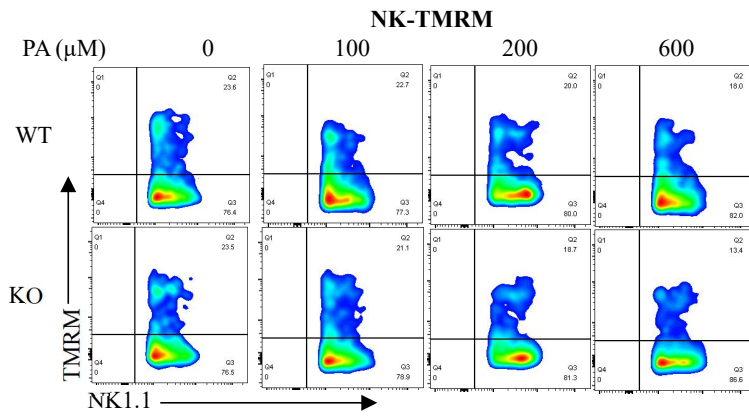 NK-TMRM
PA (μM) 0 100 200 600
WT
Q1 0 Q2 23.6 Q4 0 Q3 76.4
Q1 0 Q2 22.7 Q4 0 Q3 77.3
Q1 0 Q2 20.0 Q4 0 Q3 80.0
Q1 0 Q2 18.0 Q4 0 Q3 82.0
KO
Q1 0 Q2 23.5 Q4 0 Q3 76.5
Q1 0 Q2 21.1 Q4 0 Q3 78.9
Q1 0 Q2 18.7 Q4 0 Q3 81.3
Q1 0 Q2 13.4 Q4 0 Q3 86.6
TMRM
NK1.1